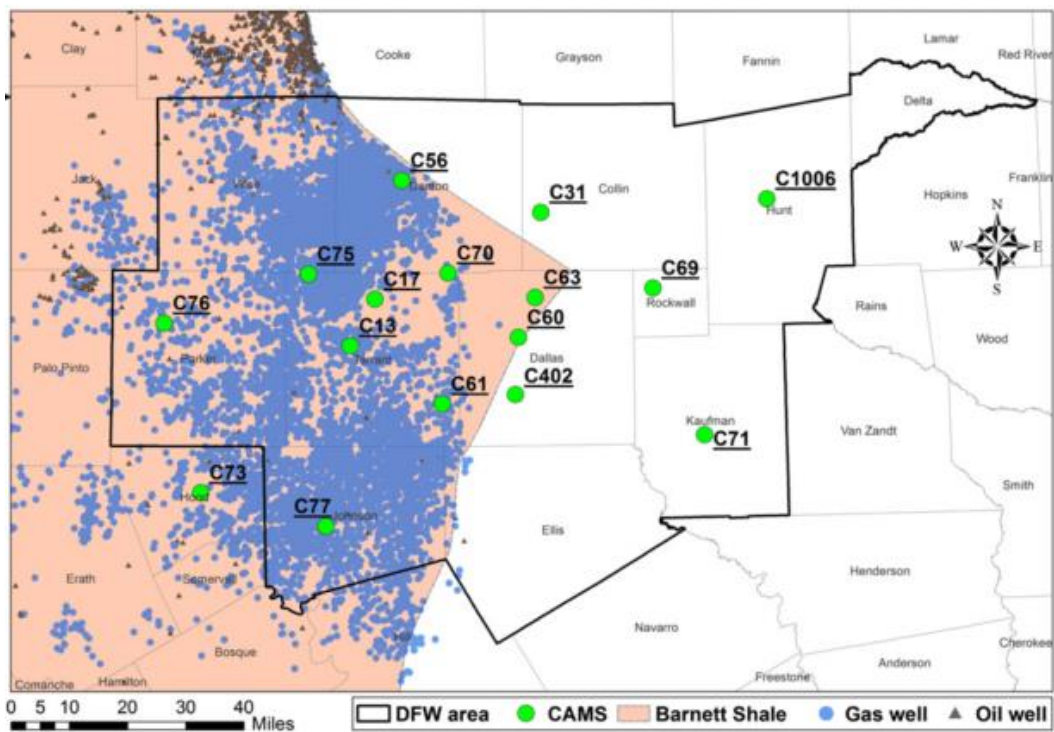 Clay
Cooke
Grayson
Fannin
Lamar
Red River
Delta
Jack
Wise
C56
Denton
C31
Collin
C1006
Hunt
Hopkins
Franklin
N
W
E
S
C75
C70
C17
C63
C69
Rockwall
C76
C13
C60
Rains
Wood
Palo Pinto
Parker
Tarrant
Dallas
C61
C402
Kaufman
C71
Van Zandt
C73
Hood
C77
Johnson
Smith
Ellis
Erath
Somervell
Henderson
Hill
Navarro
Bosque
Cherokee
Anderson
Freestone
Comanche
Hamilton
0 5 10 20 30 40
Miles
DFW area
CAMS
Barnett Shale
Gas well
Oil well